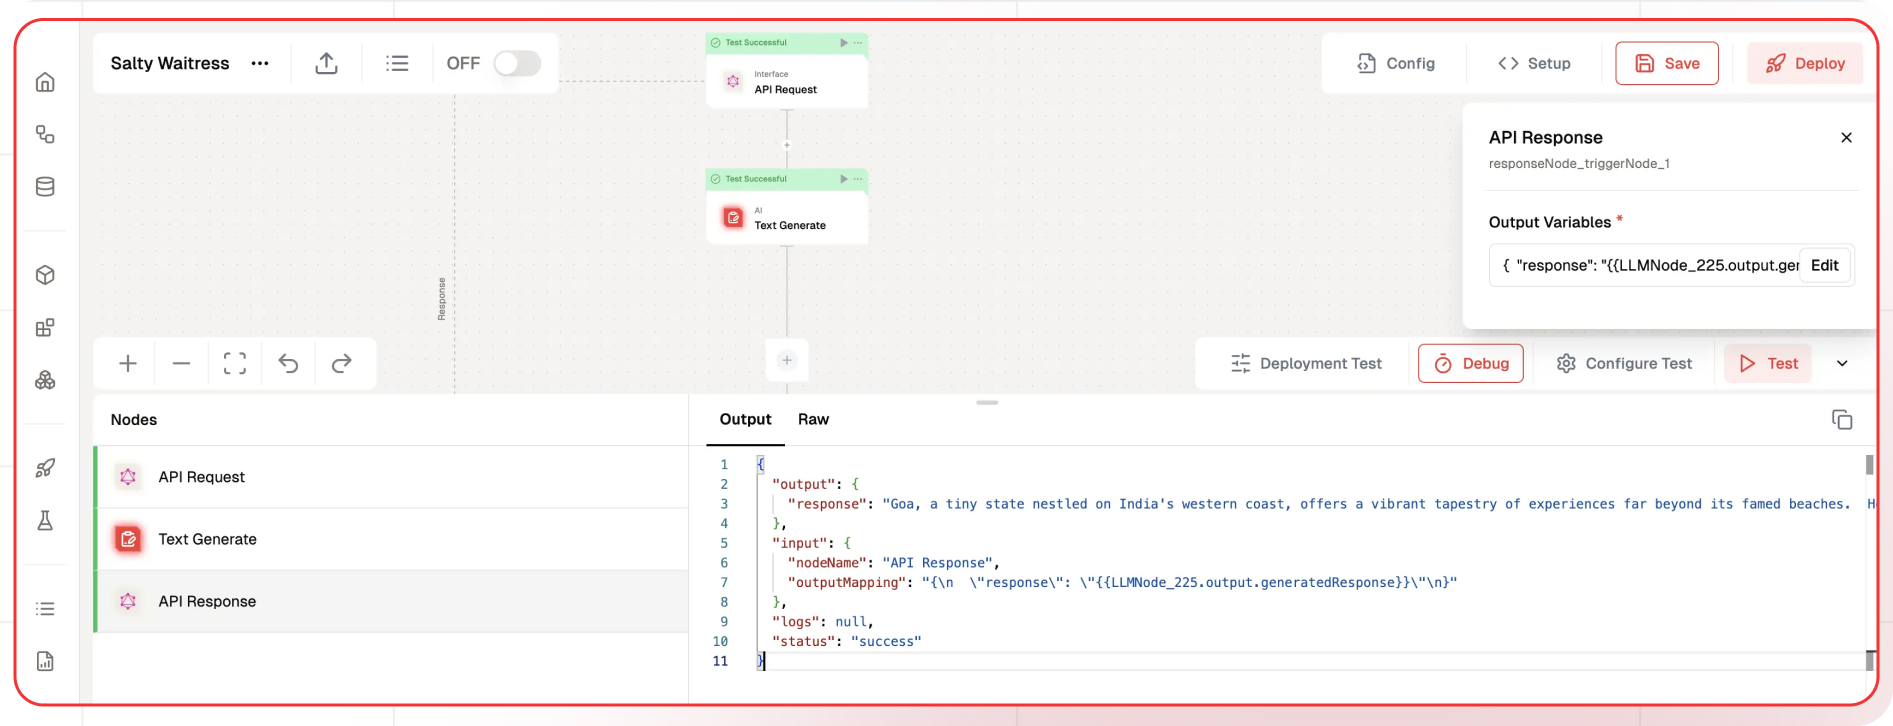 Salty Waitress
OFF
Test Successful
Interface
API Request
Config
Setup
Save
Deploy
API Response
responseNode_triggerNode_1
Output Variables *
{ "response": "{{LLMNode_225.output.ger
Edit
Test Successful
AI
Text Generate
Response
Deployment Test
Debug
Configure Test
Test
Nodes
API Request
Text Generate
API Response
Output
Raw
1 {
2 "output": {
3 "response": "Goa, a tiny state nestled on India's western coast, offers a vibrant tapestry of experiences far beyond its famed beaches.
4 },
5 "input": {
6 "nodeName": "API Response",
7 "outputMapping": "{\n  \"response\": \"{{LLMNode_225.output.generatedResponse}}\"\n}"
8 },
9 "logs": null,
10 "status": "success"
11 }